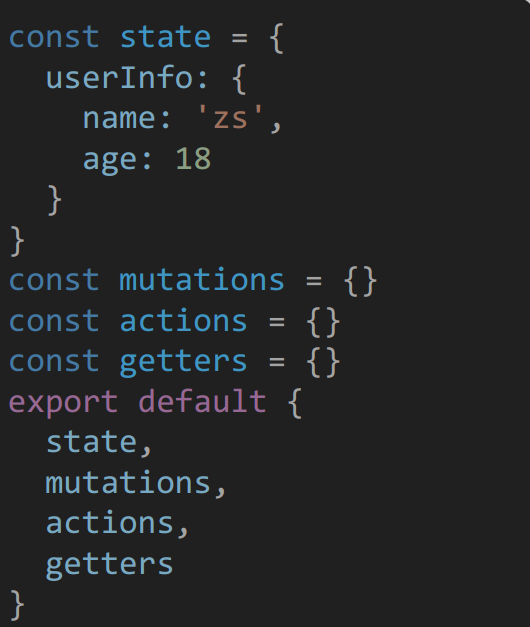 const state = {
  userInfo: {
    name: 'zs',
    age: 18
  }
}
const mutations = {}
const actions = {}
const getters = {}
export default {
  state,
  mutations,
  actions,
  getters
}